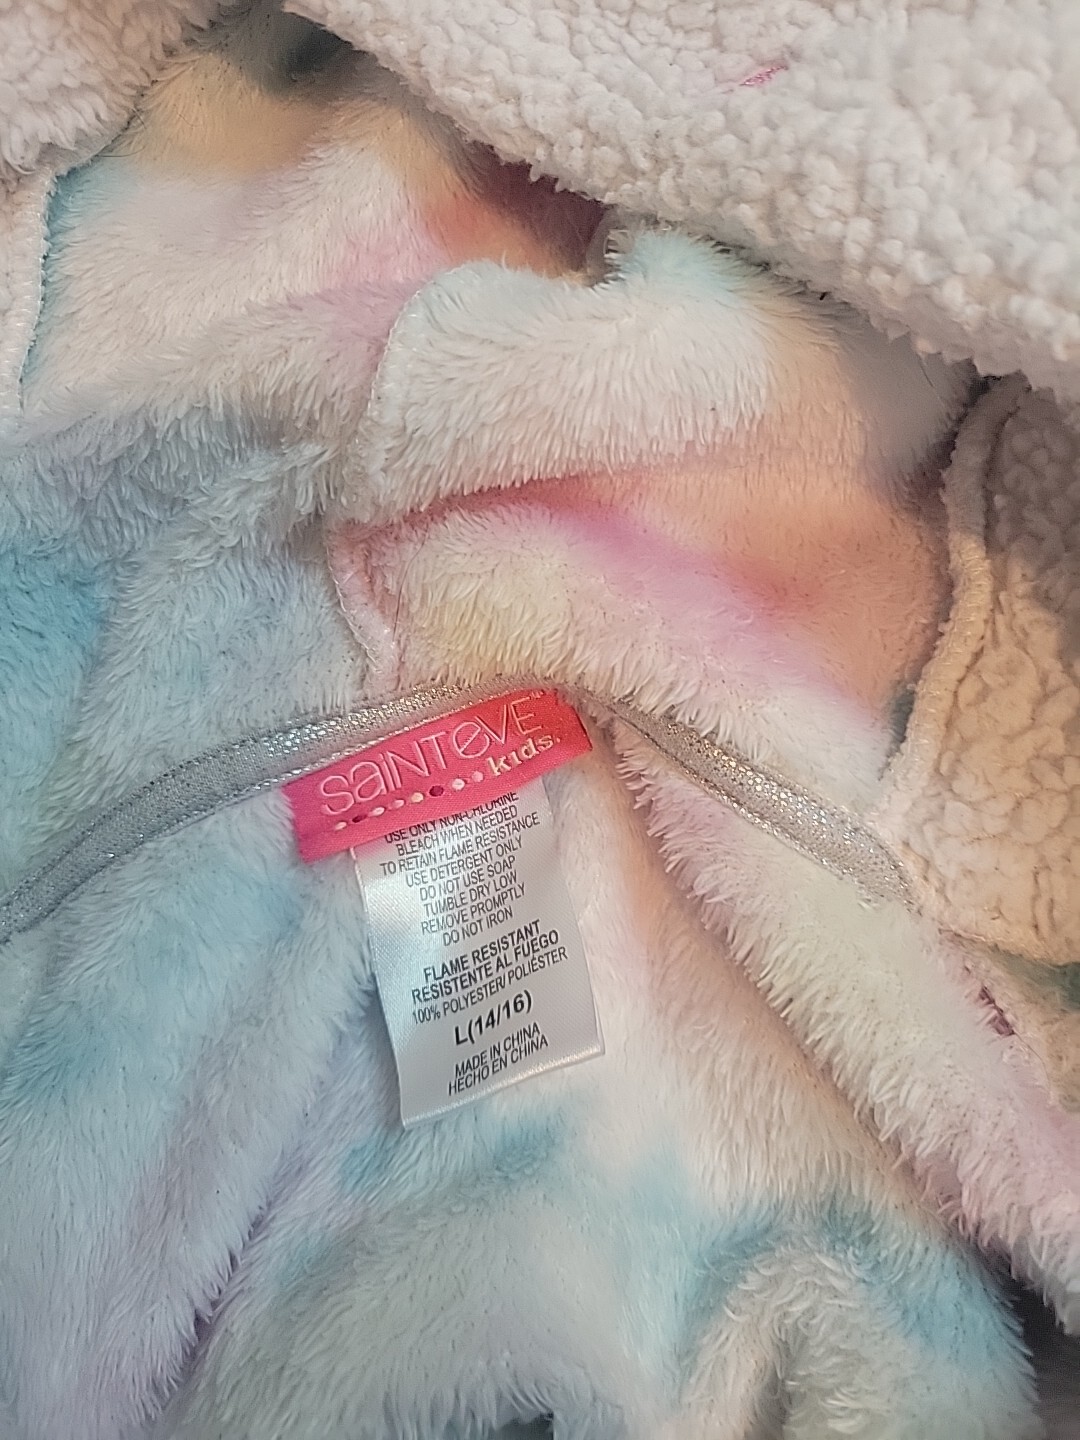 SaiNTeVE™
kids.
USE ONLY NON-CHLORINE
BLEACH WHEN NEEDED
TO RETAIN FLAME RESISTANCE
USE DETERGENT ONLY
DO NOT USE SOAP
TUMBLE DRY LOW
REMOVE PROMPTLY
DO NOT IRON
FLAME RESISTANT
RESISTENTE AL FUEGO
100% POLYESTER/ POLIÉSTER
L(14/16)
MADE IN CHINA
HECHO EN CHINA